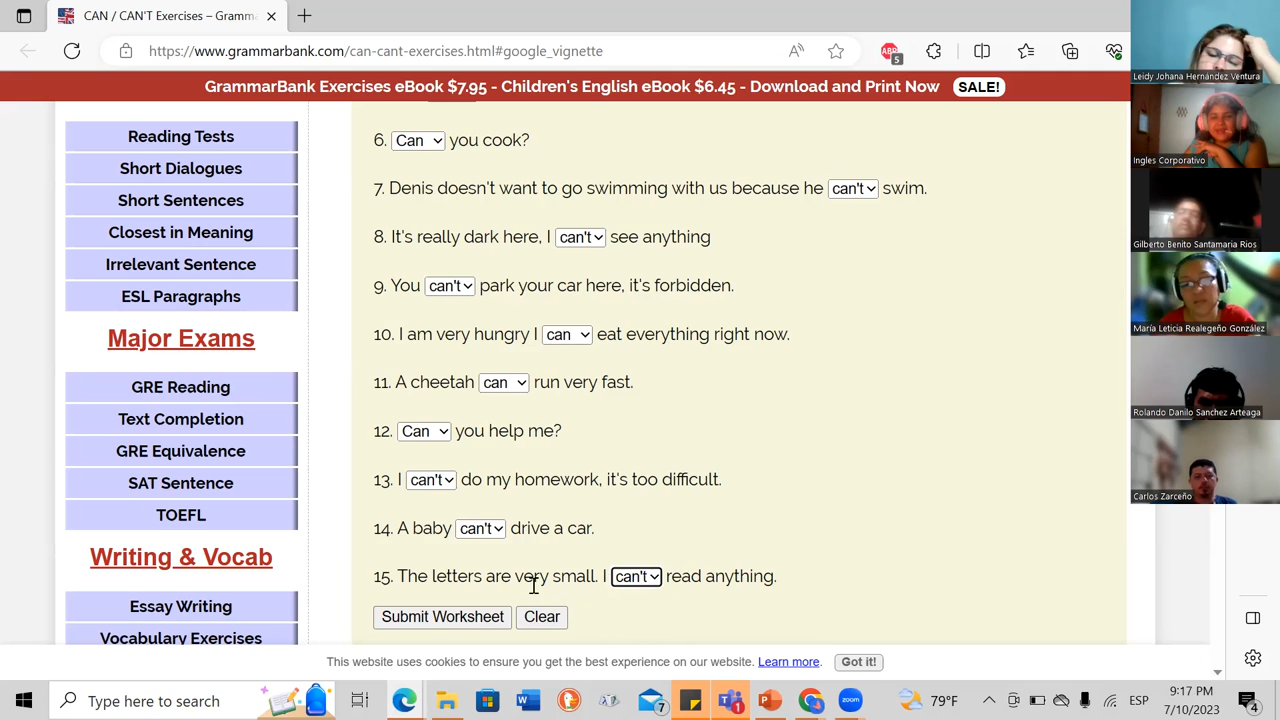 CAN / CAN'T Exercises – Gramma
https://www.grammarbank.com/can-cant-exercises.html#google_vignette
ABP
5
GrammarBank Exercises eBook $7.95 - Children's English eBook $6.45 - Download and Print Now SALE!
Reading Tests
Short Dialogues
Short Sentences
Closest in Meaning
Irrelevant Sentence
ESL Paragraphs
Major Exams
GRE Reading
Text Completion
GRE Equivalence
SAT Sentence
TOEFL
Writing & Vocab
Essay Writing
Vocabulary Exercises
6. Can you cook?
7. Denis doesn't want to go swimming with us because he can't swim.
8. It's really dark here, I can't see anything
9. You can't park your car here, it's forbidden.
10. I am very hungry I can eat everything right now.
11. A cheetah can run very fast.
12. Can you help me?
13. I can't do my homework, it's too difficult.
14. A baby can't drive a car.
15. The letters are very small. I can't read anything.
Submit Worksheet Clear
This website uses cookies to ensure you get the best experience on our website. Learn more. Got it!
Leidy Johana Hernández Ventura
Ingles Corporativo
Gilberto Benito Santamaria Rios
María Leticia Realegeño González
Rolando Danilo Sanchez Arteaga
Carlos Zarceño
Type here to search
7
1
zoom
79°F
ESP
9:17 PM
7/10/2023
4